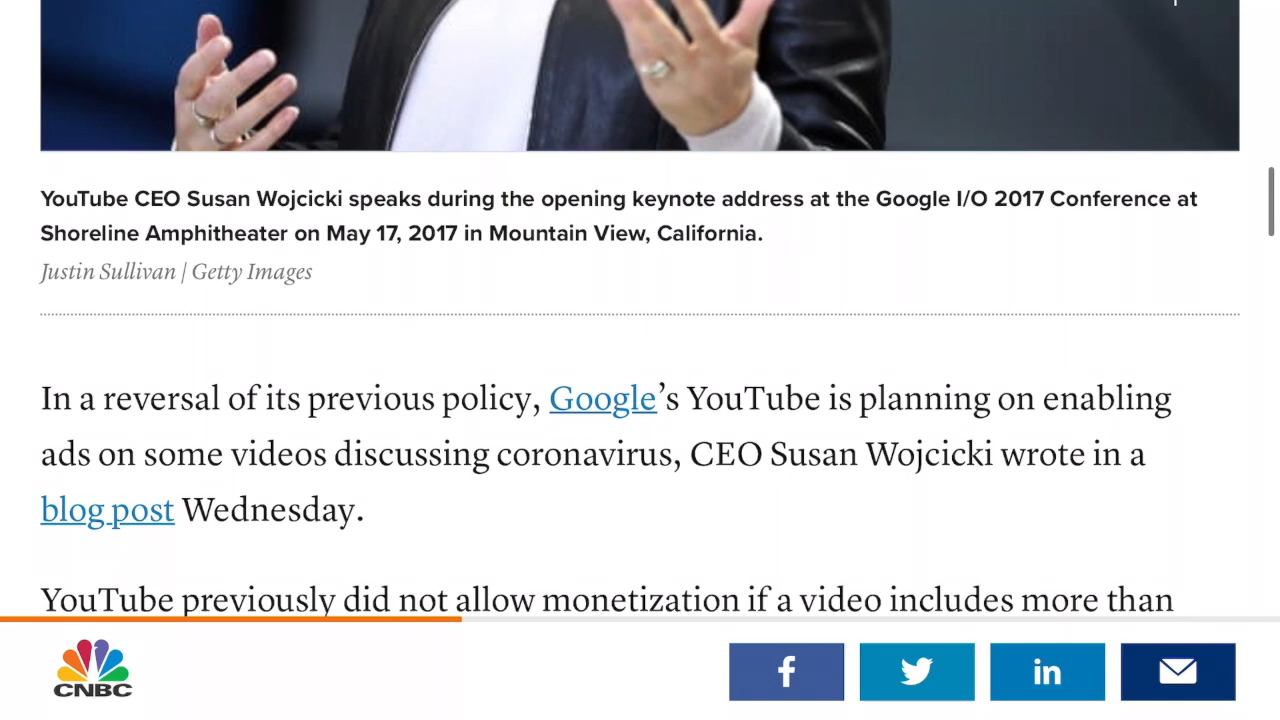 YouTube CEO Susan Wojcicki speaks during the opening keynote address at the Google I/O 2017 Conference at
Shoreline Amphitheater on May 17, 2017 in Mountain View, California.
Justin Sullivan | Getty Images
In a reversal of its previous policy, Google’s YouTube is planning on enabling
ads on some videos discussing coronavirus, CEO Susan Wojcicki wrote in a
blog post Wednesday.
YouTube previously did not allow monetization if a video includes more than
CNBC
f
in